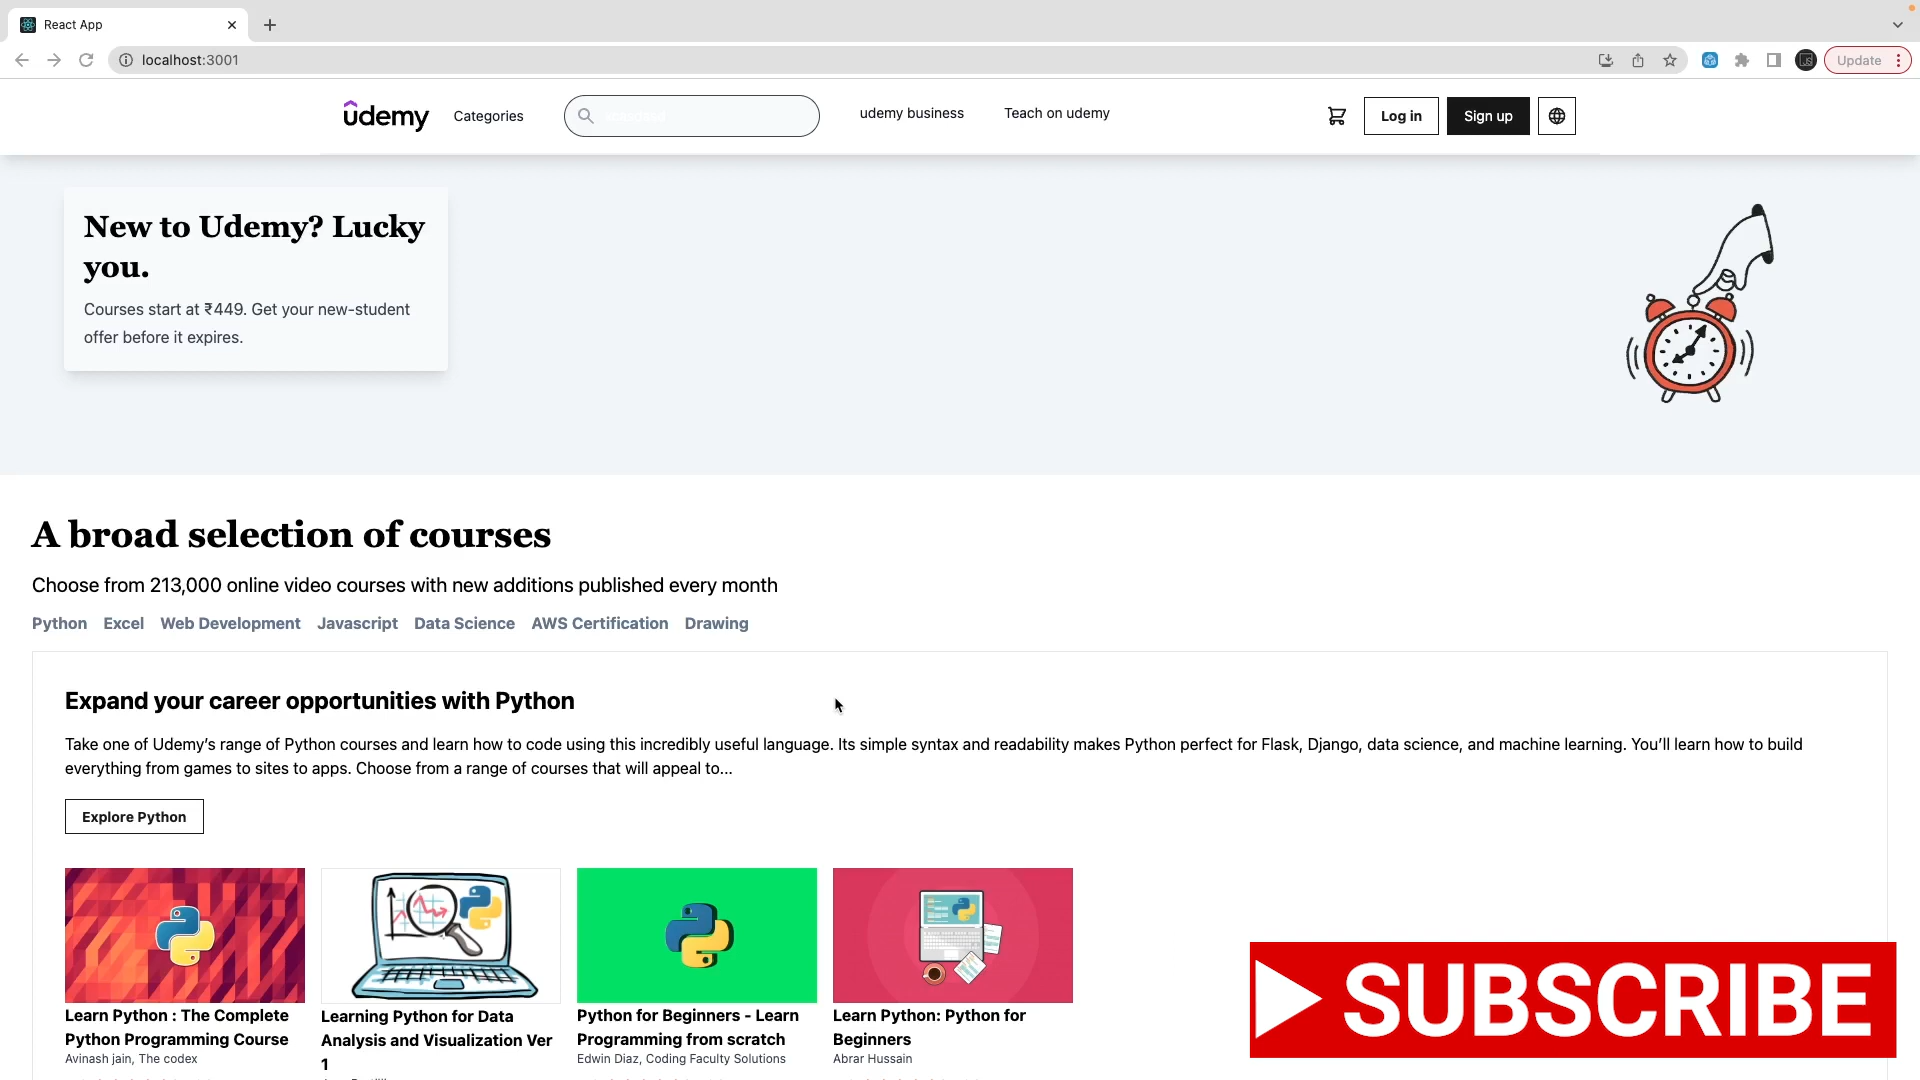 React App
localhost:3001
Update
ûdemy
Categories
udemy business
Teach on udemy
Log in
Sign up
New to Udemy? Lucky
you.
Courses start at ₹449. Get your new-student
offer before it expires.
A broad selection of courses
Choose from 213,000 online video courses with new additions published every month
Python Excel Web Development Javascript Data Science AWS Certification Drawing
Expand your career opportunities with Python
Take one of Udemy's range of Python courses and learn how to code using this incredibly useful language. Its simple syntax and readability makes Python perfect for Flask, Django, data science, and machine learning. You'll learn how to build
everything from games to sites to apps. Choose from a range of courses that will appeal to...
Explore Python
Learn Python : The Complete
Python Programming Course
Avinash jain, The codex
Learning Python for Data
Analysis and Visualization Ver
1
Python for Beginners - Learn
Programming from scratch
Edwin Diaz, Coding Faculty Solutions
Learn Python: Python for
Beginners
Abrar Hussain
SUBSCRIBE